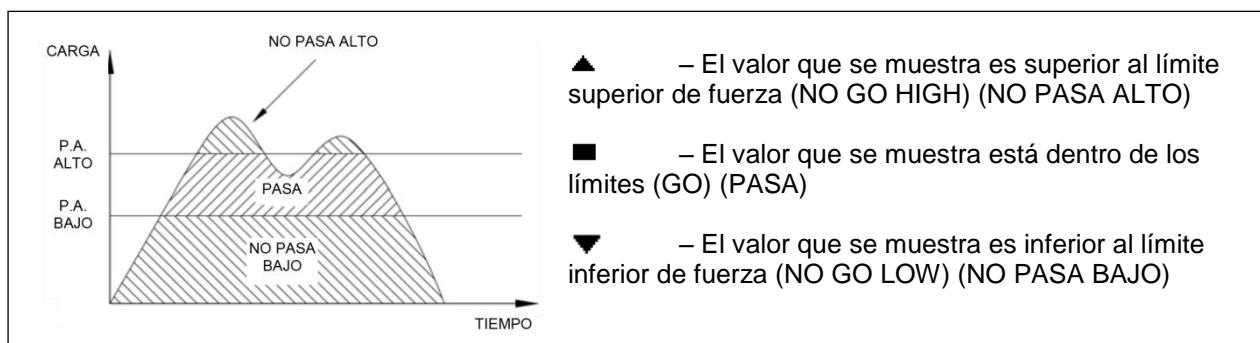 NO PASA ALTO
CARGA
P.A.
ALTO
PASA
P.A.
BAJO
NO PASA
BAJO
TIEMPO
– El valor que se muestra es superior al límite
superior de fuerza (NO GO HIGH) (NO PASA ALTO)
– El valor que se muestra está dentro de los
límites (GO) (PASA)
– El valor que se muestra es inferior al límite
inferior de fuerza (NO GO LOW) (NO PASA BAJO)